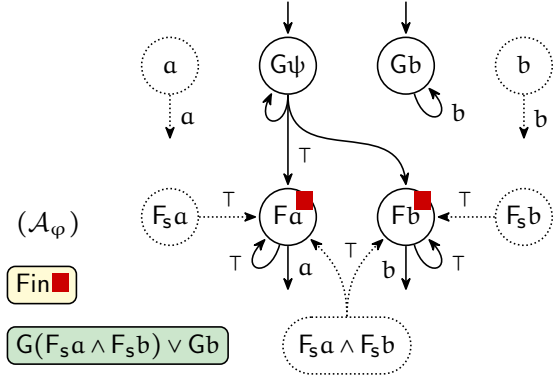 a Gψ Gb b
a b b
⊤
(𝒜φ) Fₛa ⊤ Fa Fb ⊤ Fₛb
⊤ a ⊤ b ⊤
Fin
G(Fₛa ∧ Fₛb) ∨ Gb Fₛa ∧ Fₛb